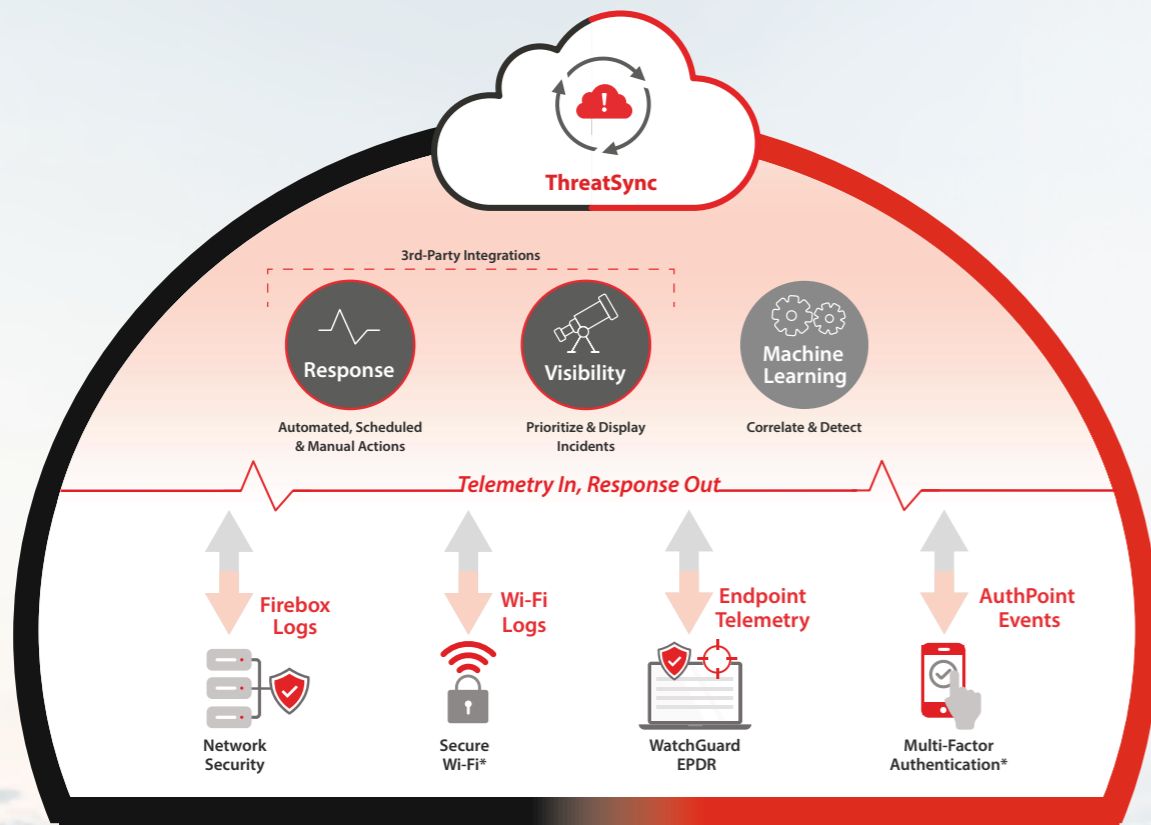 ThreatSync
3rd-Party Integrations
Response
Visibility
Machine
Learning
Automated, Scheduled
& Manual Actions
Prioritize & Display
Incidents
Correlate & Detect
Telemetry In, Response Out
Firebox
Logs
Wi-Fi
Logs
Endpoint
Telemetry
AuthPoint
Events
Network
Security
Secure
Wi-Fi*
WatchGuard
EPDR
Multi-Factor
Authentication*